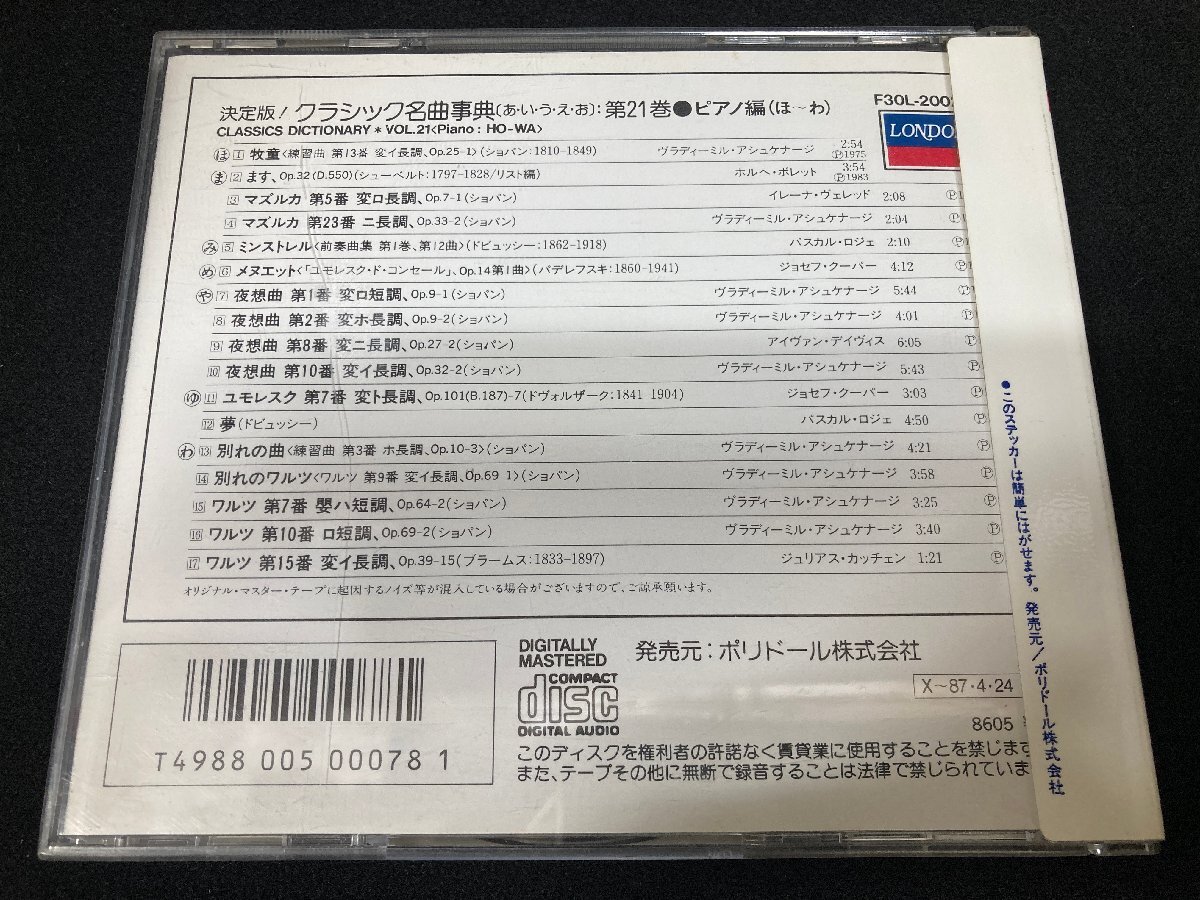 決定版! クラシック名曲事典(あ・い・う・え・お):第21巻●ピアノ編(ほ~わ)
CLASSICS DICTIONARY * VOL.21<Piano : HO-WA>
F30L-200
LONDO
ほ 1 牧童<練習曲 第13番 変イ長調、Op.25-1>(ショパン:1810-1849) ヴラディーミル・アシュケナージ 2:54 ℗1975
ま 2 ます、Op.32(D.550)(シューベルト:1797-1828/リスト編) ホルヘ・ボレット 3:54 ℗1983
3 マズルカ 第5番 変ロ長調、Op.7-1(ショパン) イレーナ・ヴェレッド 2:08 ℗1
4 マズルカ 第23番 ニ長調、Op.33-2(ショパン) ヴラディーミル・アシュケナージ 2:04 ℗1
み 5 ミンストレル<前奏曲集 第1巻、第12曲>(ドビュッシー:1862-1918) パスカル・ロジェ 2:10 ℗1
め 6 メヌエット<「ユモレスク・ド・コンセール」、Op.14第1曲>(パデレフスキ:1860-1941) ジョセフ・クーパー 4:12 ℗
や 7 夜想曲 第1番 変ロ短調、Op.9-1(ショパン) ヴラディーミル・アシュケナージ 5:44 ℗
8 夜想曲 第2番 変ホ長調、Op.9-2(ショパン) ヴラディーミル・アシュケナージ 4:01 ℗
9 夜想曲 第8番 変ニ長調、Op.27-2(ショパン) アイヴァン・デイヴィス 6:05 ℗
10 夜想曲 第10番 変イ長調、Op.32-2(ショパン) ヴラディーミル・アシュケナージ 5:43 ℗
ゆ 11 ユモレスク 第7番 変ト長調、Op.101(B.187)-7(ドヴォルザーク:1841 1904) ジョセフ・クーパー 3:03 ℗
12 夢(ドビュッシー) パスカル・ロジェ 4:50 ℗
わ 13 別れの曲<練習曲 第3番 ホ長調、Op.10-3>(ショパン) ヴラディーミル・アシュケナージ 4:21 ℗
14 別れのワルツ<ワルツ 第9番 変イ長調、Op.69 1>(ショパン) ヴラディーミル・アシュケナージ 3:58 ℗
15 ワルツ 第7番 嬰ハ短調、Op.64-2(ショパン) ヴラディーミル・アシュケナージ 3:25 ℗
16 ワルツ 第10番 ロ短調、Op.69-2(ショパン) ヴラディーミル・アシュケナージ 3:40 ℗
17 ワルツ 第15番 変イ長調、Op.39-15(ブラームス:1833-1897) ジュリアス・カッチェン 1:21 ℗
オリジナル・マスター・テープに起因するノイズ等が混入している場合がございますので、ご諒承願います。
T4988 005 00078 1
DIGITALLY
MASTERED
COMPACT
disc
DIGITAL AUDIO
発売元:ポリドール株式会社
X~87・4・24
8605
このディスクを権利者の許諾なく賃貸業に使用することを禁じます
また、テープその他に無断で録音することは法律で禁じられていま
●このステッカーは簡単にはがせます。 発売元/ポリドール株式会社